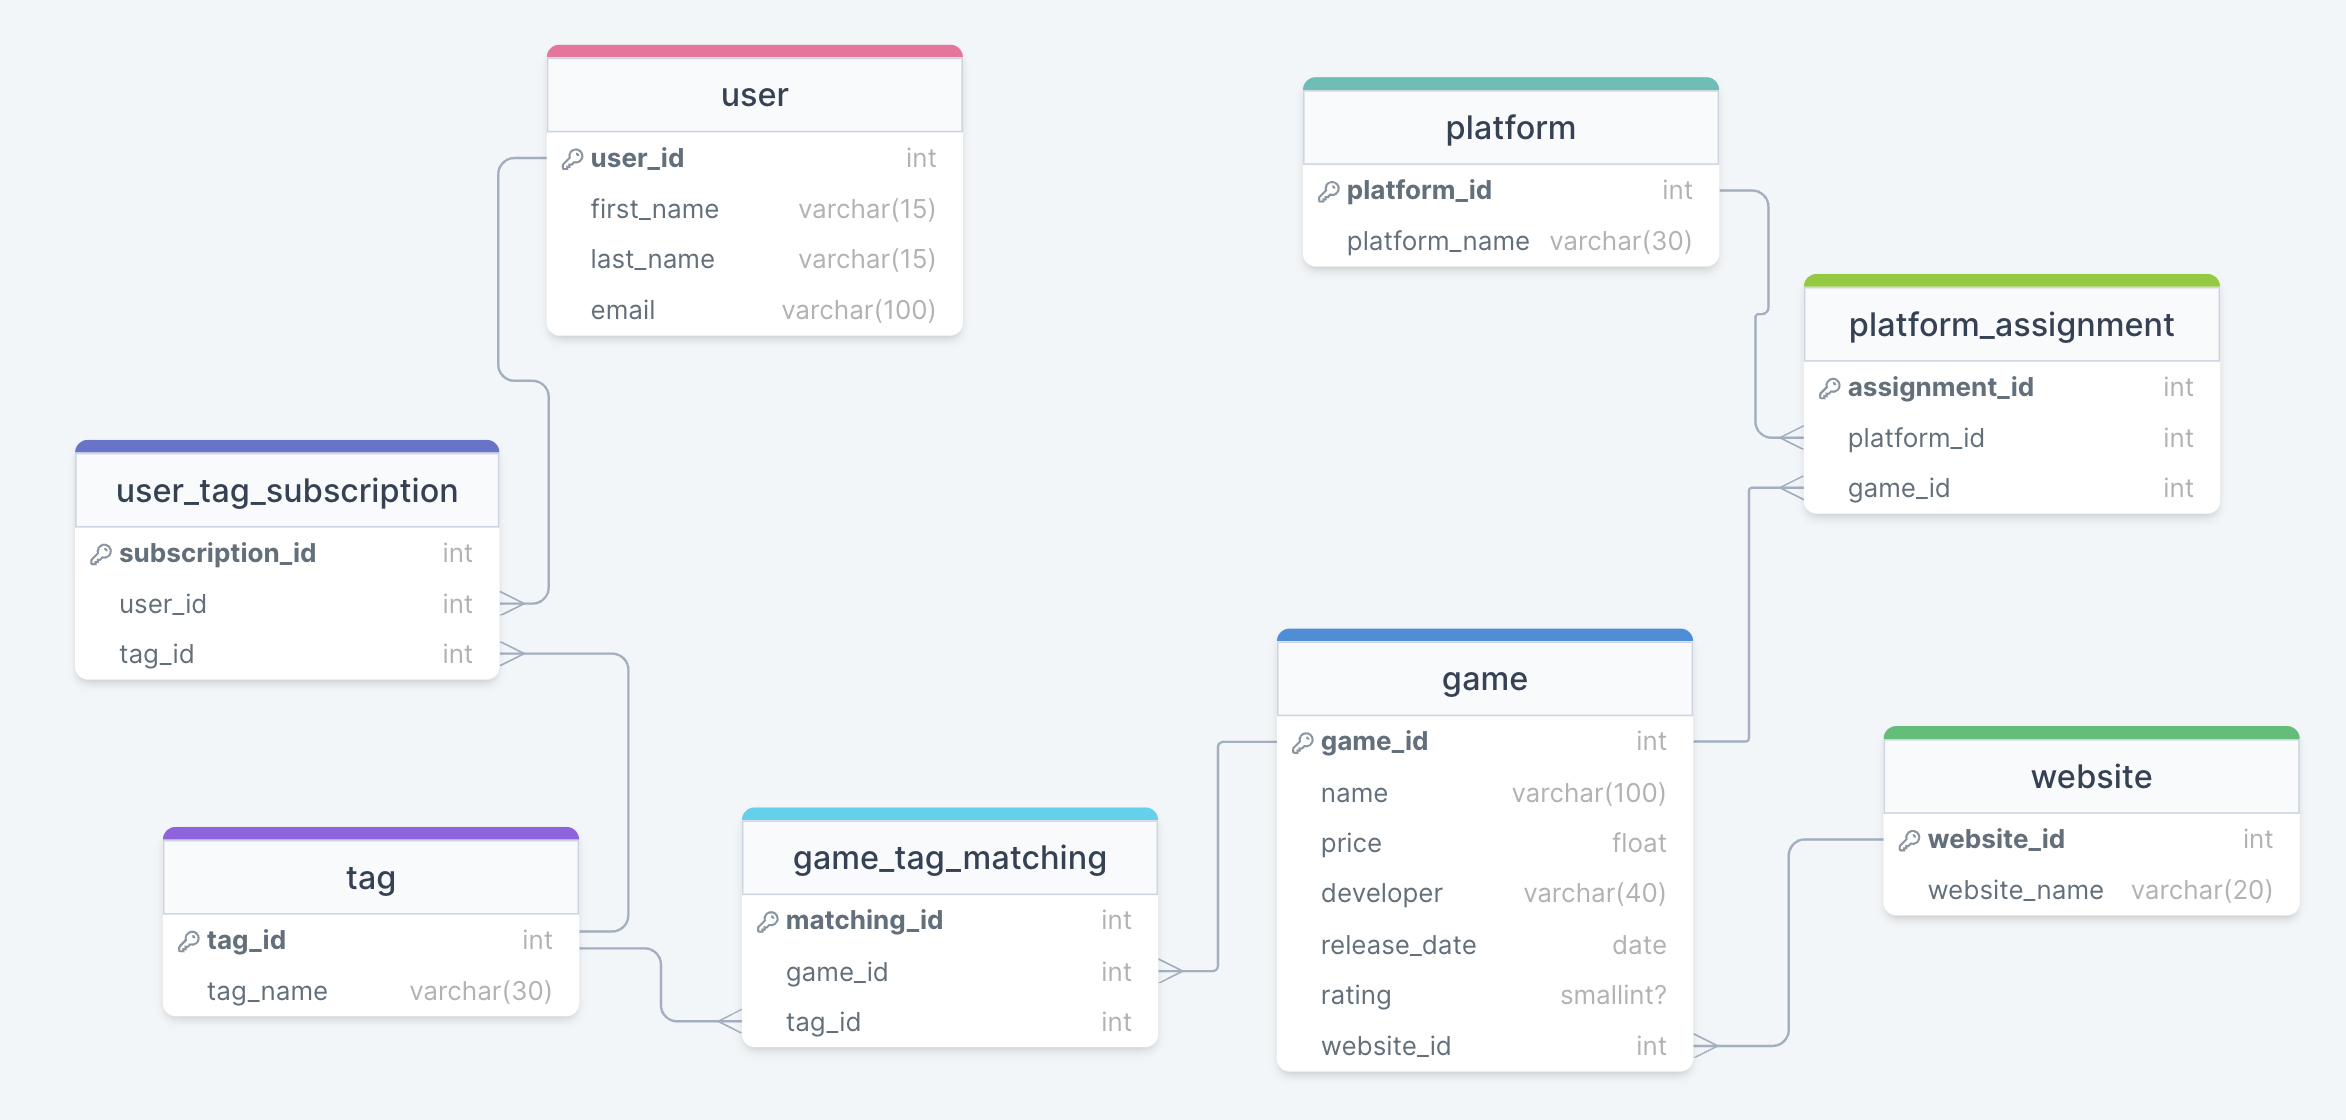 user
user_id int
first_name varchar(15)
last_name varchar(15)
email varchar(100)
platform
platform_id int
platform_name varchar(30)
platform_assignment
assignment_id int
platform_id int
game_id int
user_tag_subscription
subscription_id int
user_id int
tag_id int
game
game_id int
name varchar(100)
price float
developer varchar(40)
release_date date
rating smallint?
website_id int
website
website_id int
website_name varchar(20)
tag
tag_id int
tag_name varchar(30)
game_tag_matching
matching_id int
game_id int
tag_id int